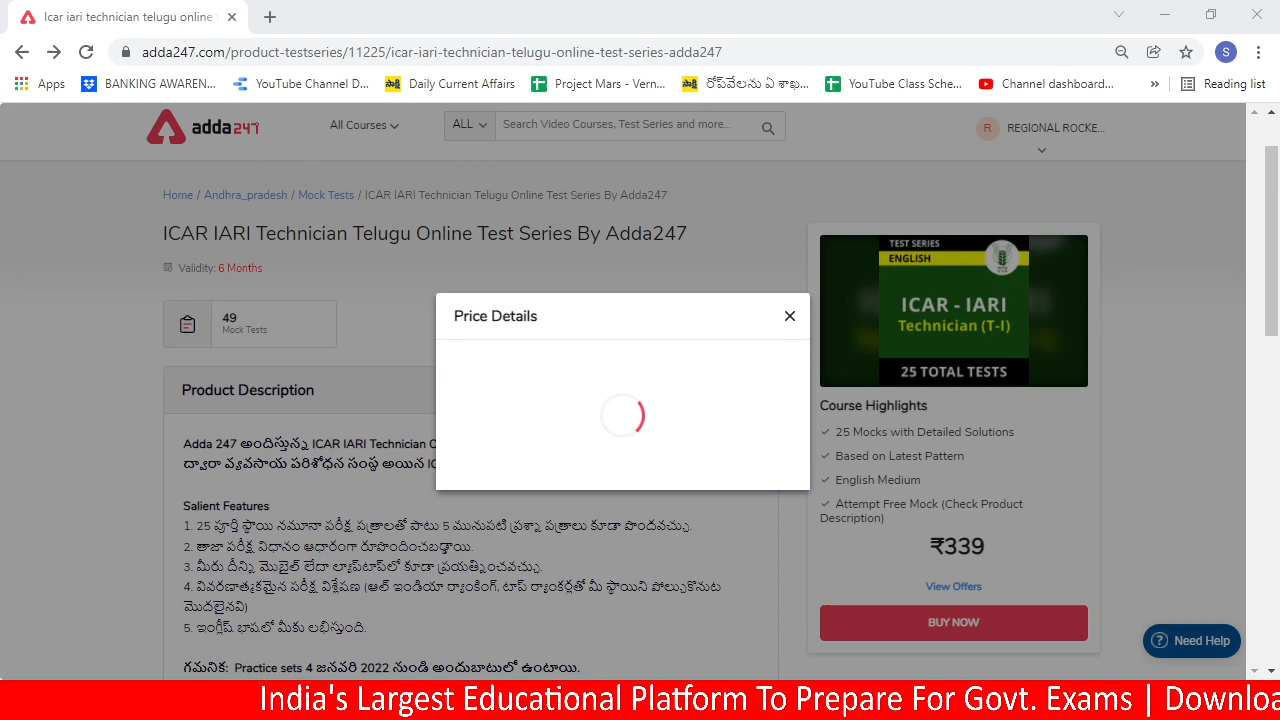 Icar iari technician telugu online
adda247.com/product-testseries/11225/icar-iari-technician-telugu-online-test-series-adda247
S
Apps BANKING AWAREN... YouTube Channel D... Daily Current Affairs Project Mars - Vern... రోప్‌వేలను ఏ శాఖ... YouTube Class Sche... Channel dashboard... » Reading list
adda247 All Courses ALL Search Video Courses, Test Series and more... R REGIONAL ROCKE...
Home / Andhra_pradesh / Mock Tests / ICAR IARI Technician Telugu Online Test Series By Adda247
ICAR IARI Technician Telugu Online Test Series By Adda247
Validity: 6 Months
49
Mock Tests
Product Description
Adda 247 అందిస్తున్న ICAR IARI Technician
ద్వారా వ్యవసాయ పరిశోధన సంస్థ అయిన
Salient Features
1. 25 పూర్తి స్థాయి నమూనా పరీక్ష పత్రాలతో పాటు 5 మునుపటి ప్రశ్నా పత్రాలు కూడా పొందవచ్చు.
2. తాజా పరీక్ష విధానం ఆధారంగా రూపొందించబడ్డాయి.
3. మీరు దీన్ని మొబైల్ లేదా ల్యాప్‌టాప్‌లో కూడా ప్రయత్నించవచ్చు.
4. వివరణాత్మకమైన పరీక్ష విశ్లేషణ (ఆల్ ఇండియా ర్యాంకింగ్, టాప్ ర్యాంకర్లతో మీ స్థాయిని పోల్చుకొనుట
మొదలైనవి)
5. ఇంగ్లీష్ భాషలో మీకు లభిస్తుంది.
గమనిక: Practice sets 4 జనవరి 2022 నుండి అందుబాటులో ఉంటాయి.
Price Details
TEST SERIES
ENGLISH
ICAR - IARI
Technician (T-I)
25 TOTAL TESTS
Course Highlights
25 Mocks with Detailed Solutions
Based on Latest Pattern
English Medium
Attempt Free Mock (Check Product
Description)
₹339
View Offers
BUY NOW
Need Help
India's Largest Educational Platform To Prepare For Govt. Exams |